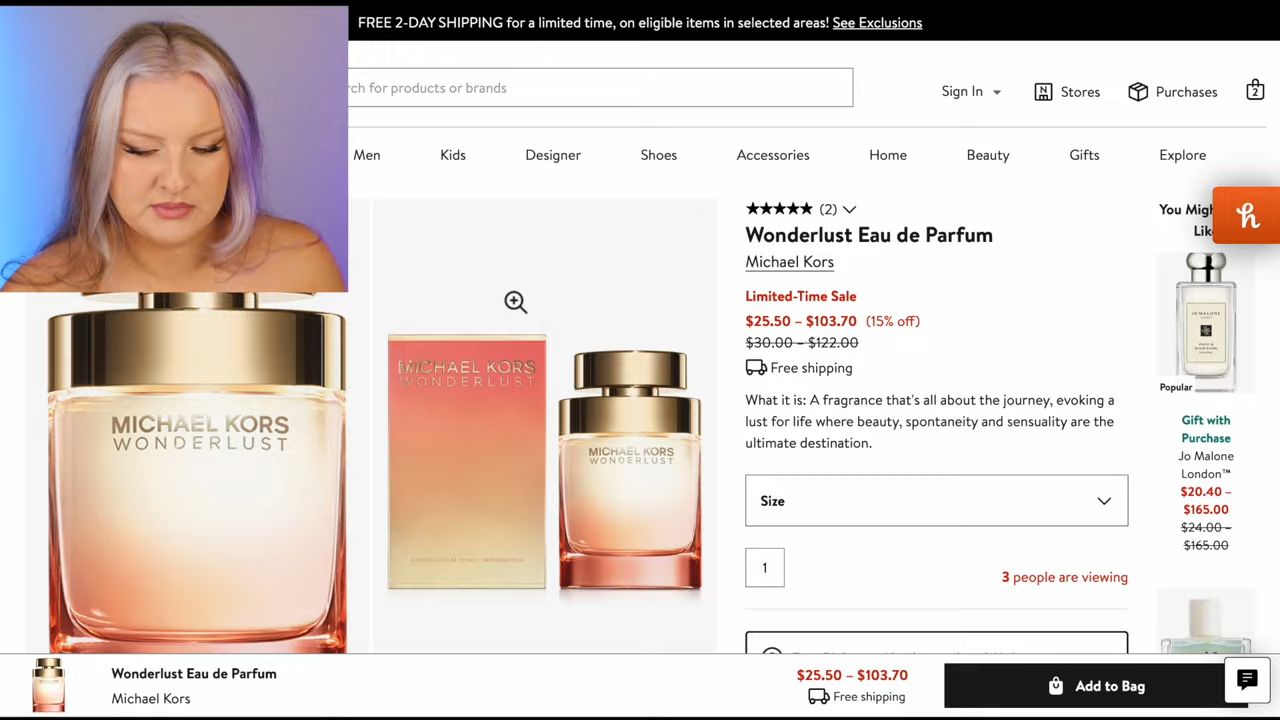 FREE 2-DAY SHIPPING for a limited time, on eligible items in selected areas! See Exclusions
for products or brands
Sign In
N
Stores
Purchases
2
Men
Kids
Designer
Shoes
Accessories
Home
Beauty
Gifts
Explore
★★★★★ (2)
Wonderlust Eau de Parfum
Michael Kors
Limited-Time Sale
$25.50 – $103.70 (15% off)
$30.00 – $122.00
Free shipping
What it is: A fragrance that's all about the journey, evoking a
lust for life where beauty, spontaneity and sensuality are the
ultimate destination.
Size
1
3 people are viewing
MICHAEL KORS
WONDERLUST
MICHAEL KORS
WONDERLUST
MICHAEL KORS
WONDERLUST
You
h
JO MALONE
LONDON
Popular
Gift with
Purchase
Jo Malone
London™
$20.40 –
$165.00
$24.00 –
$165.00
Wonderlust Eau de Parfum
Michael Kors
$25.50 – $103.70
Free shipping
Add to Bag